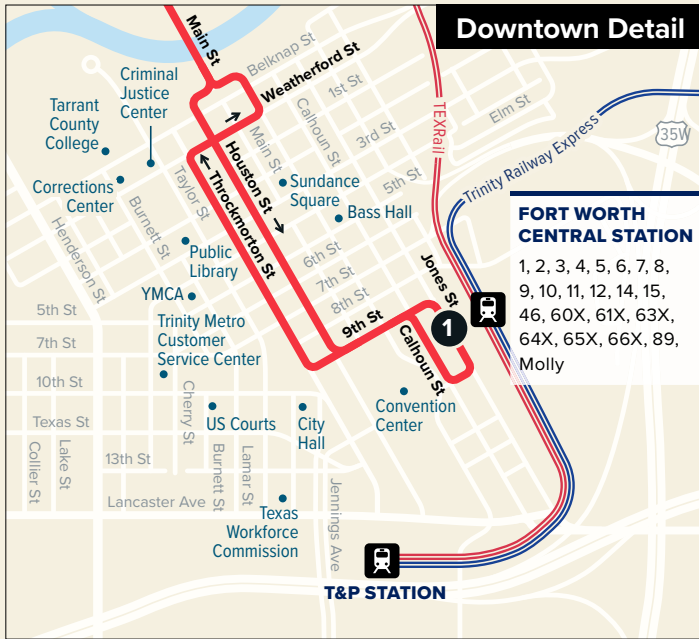 Downtown Detail
Main St
Belknap St
Weatherford St
Criminal
Justice
Center
Tarrant
County
College
Corrections
Center
1st St
Calhoun St
3rd St
Elm St
TEXRail
Trinity Railway Express
35W
Main St
Houston St
Throckmorton St
Taylor St
Burnett St
Henderson St
5th St
Sundance
Square
Bass Hall
FORT WORTH
CENTRAL STATION
1, 2, 3, 4, 5, 6, 7, 8,
9, 10, 11, 12, 14, 15,
46, 60X, 61X, 63X,
64X, 65X, 66X, 89,
Molly
Public
Library
6th St
7th St
8th St
9th St
Jones St
1
Calhoun St
YMCA
5th St
Trinity Metro
Customer
Service Center
7th St
10th St
Convention
Center
Cherry St
US Courts
City
Hall
Texas St
Collier St
Lake St
13th St
Burnett St
Lamar St
Jennings Ave
Lancaster Ave
Texas
Workforce
Commission
T&P STATION